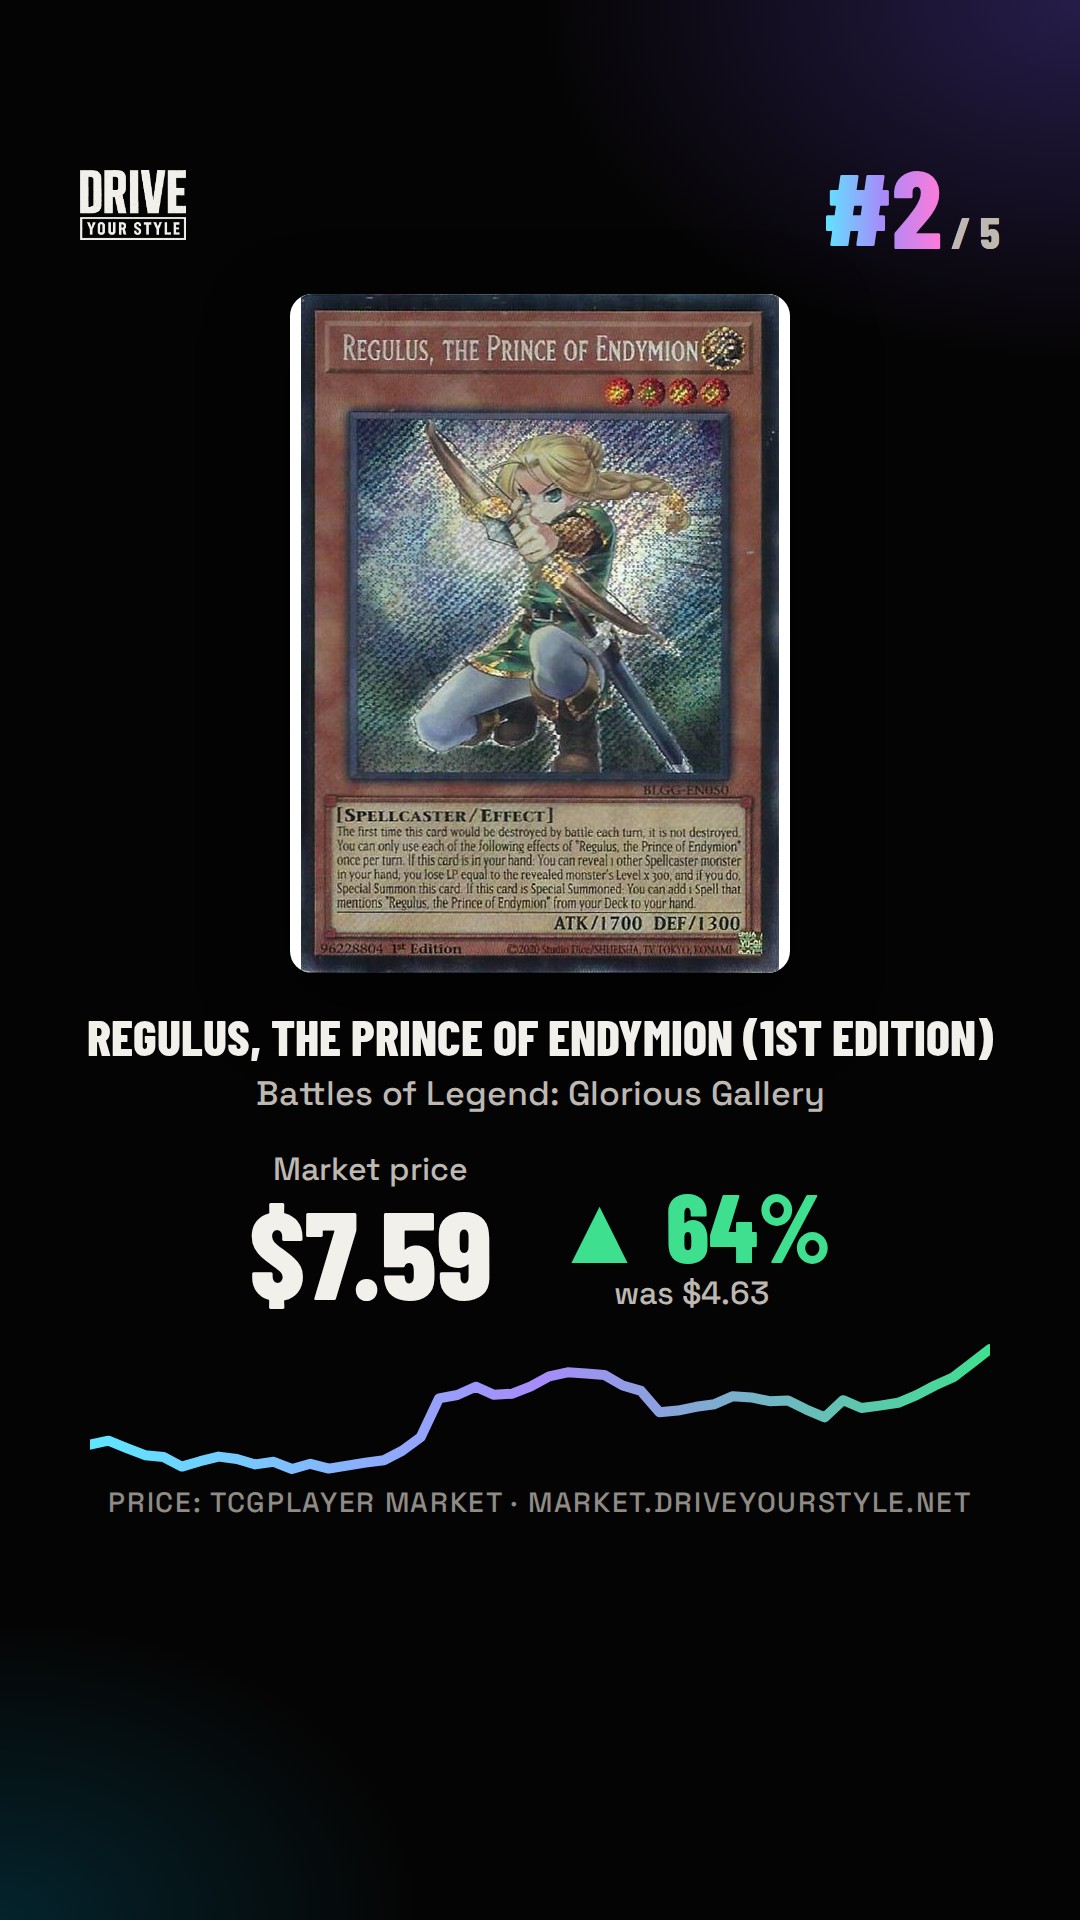 DRIVE
YOUR STYLE
#2 / 5
REGULUS, THE PRINCE OF ENDYMION
BLGG-EN050
[SPELLCASTER/EFFECT]
The first time this card would be destroyed by battle each turn, it is not destroyed.
You can only use each of the following effects of "Regulus, the Prince of Endymion"
once per turn. If this card is in your hand: You can reveal 1 other Spellcaster monster
in your hand; you lose LP equal to the revealed monster's Level x 300, and if you do,
Special Summon this card. If this card is Special Summoned: You can add 1 Spell that
mentions "Regulus, the Prince of Endymion" from your Deck to your hand.
ATK/1700 DEF/1300
96228804 1st Edition ©2020 Studio Dice/SHUEISHA, TV TOKYO, KONAMI
REGULUS, THE PRINCE OF ENDYMION (1ST EDITION)
Battles of Legend: Glorious Gallery
Market price
$7.59
▲ 64%
was $4.63
PRICE: TCGPLAYER MARKET · MARKET.DRIVEYOURSTYLE.NET